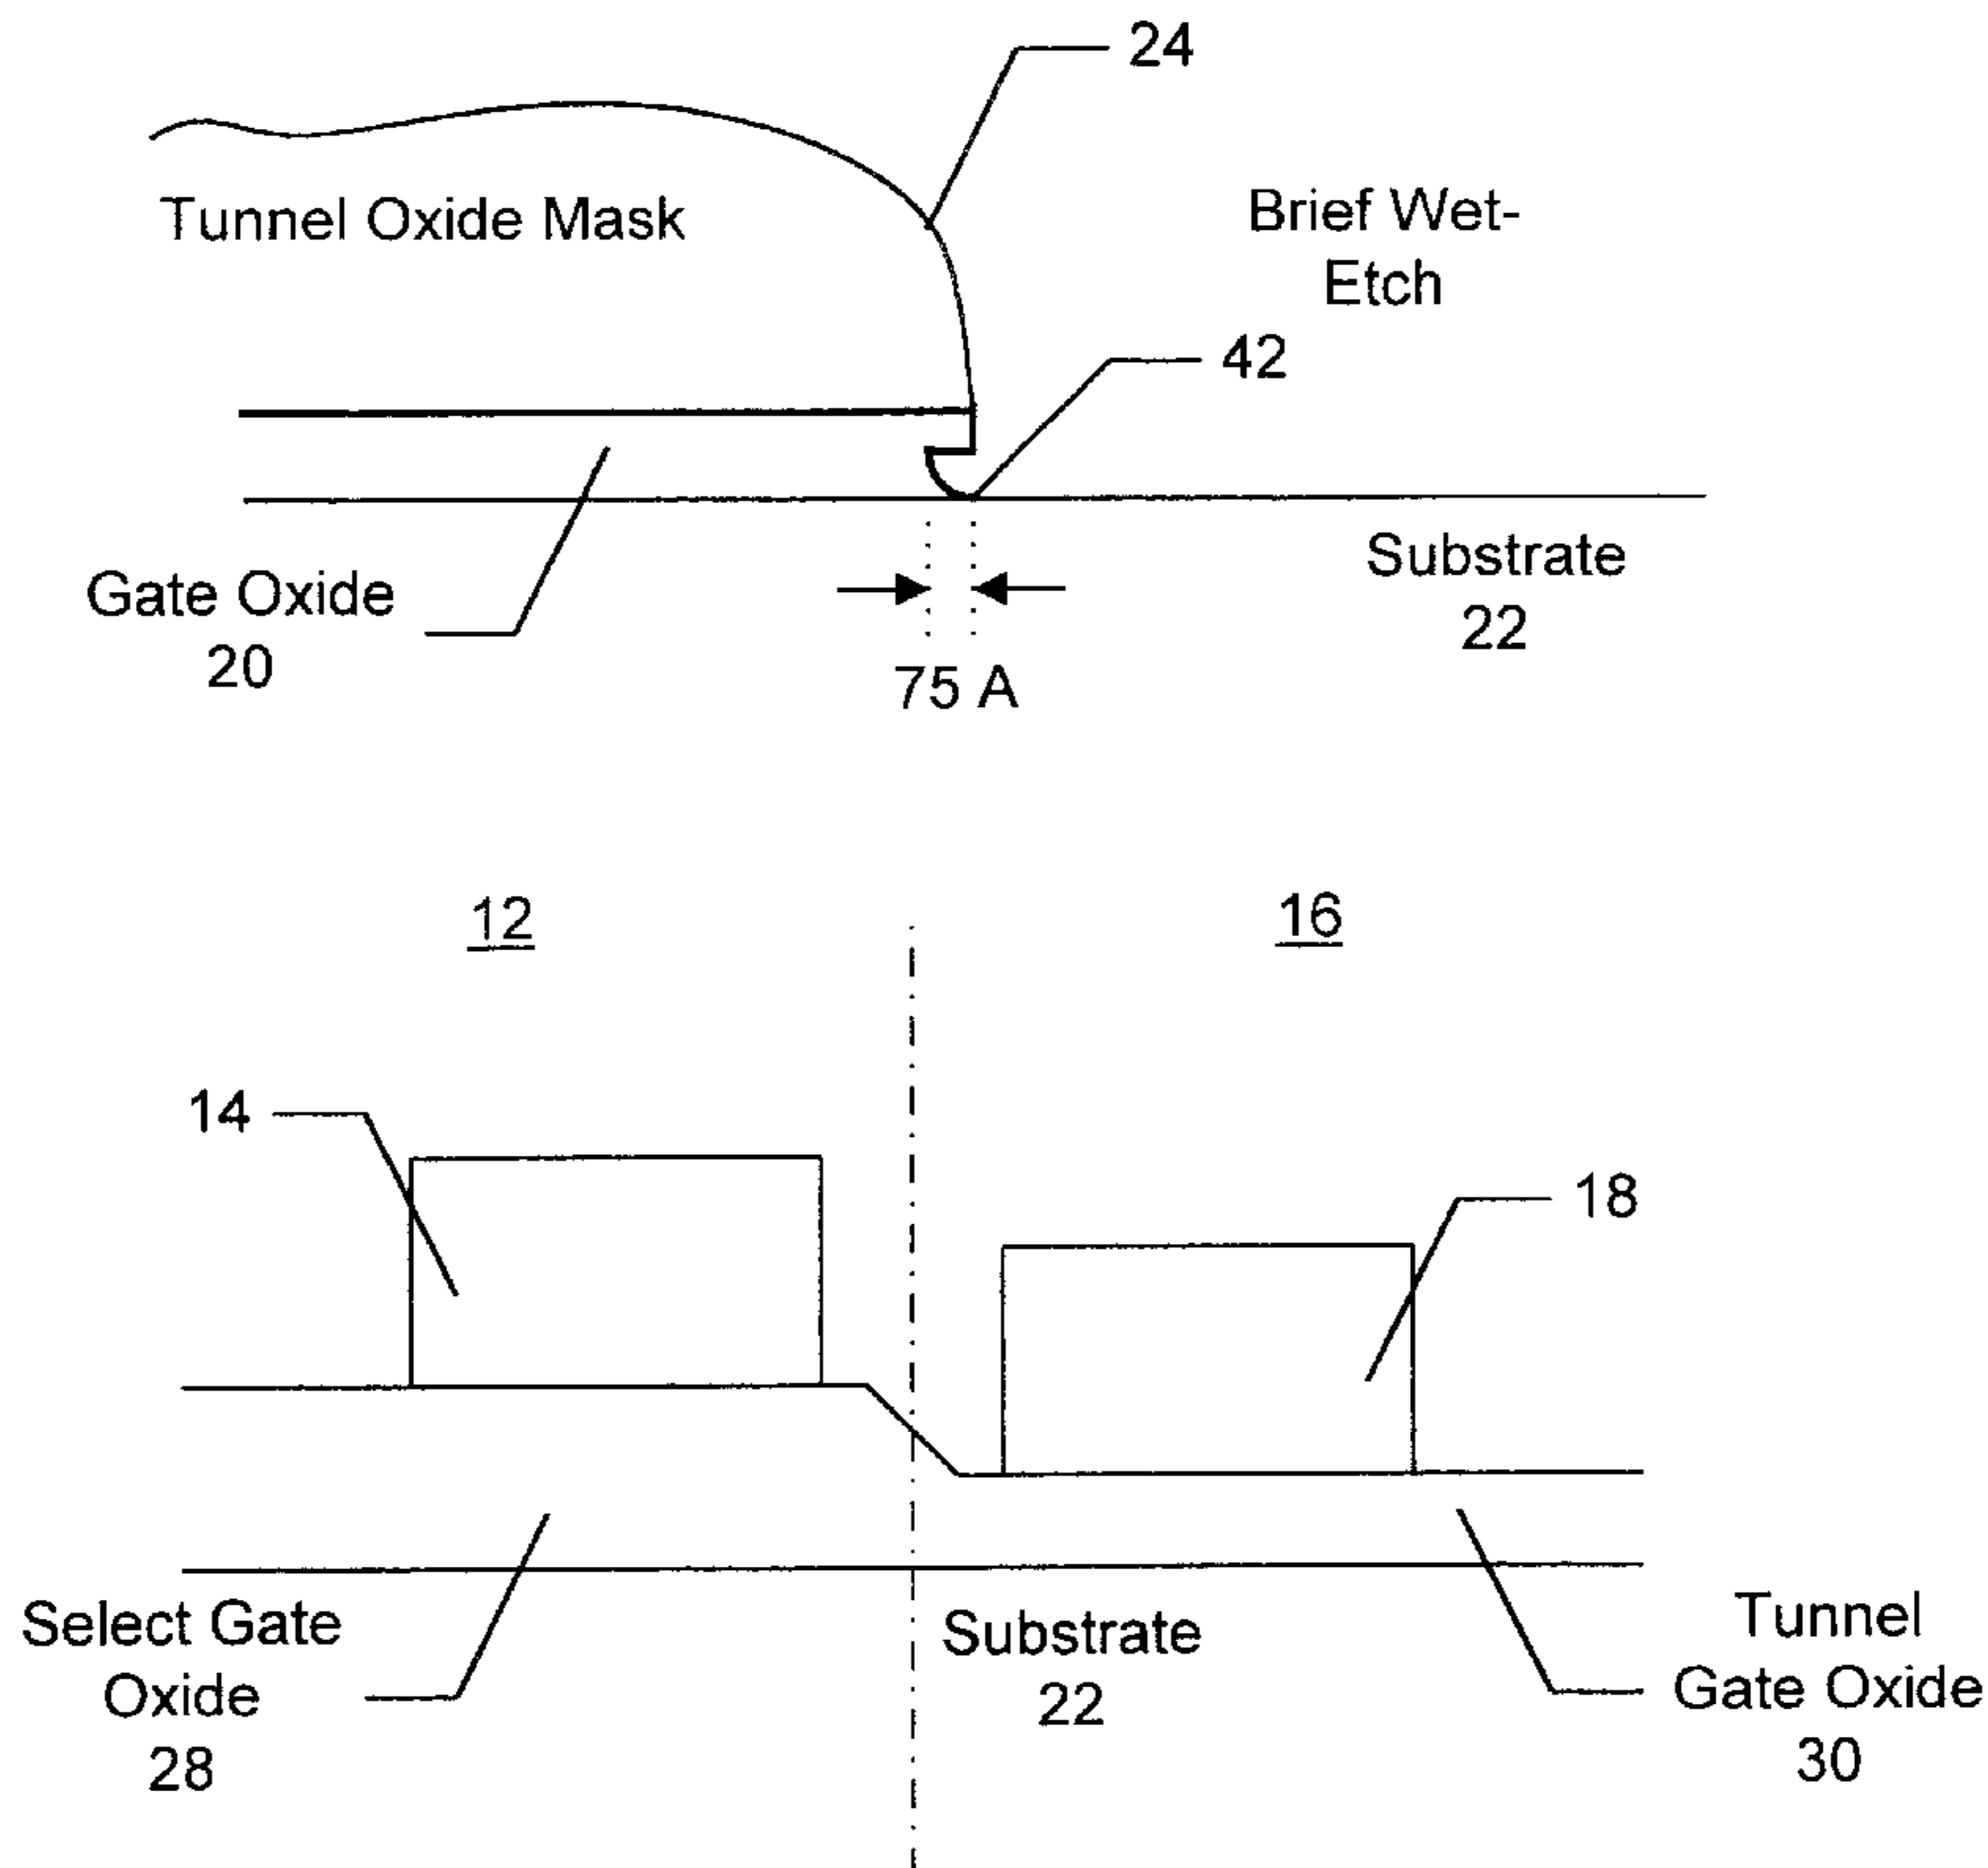 24
Tunnel Oxide Mask
Brief Wet-
Etch
42
Gate Oxide
20
Substrate
22
75 A
12
16
14
18
Select Gate
Oxide
28
Substrate
22
Tunnel
Gate Oxide
30